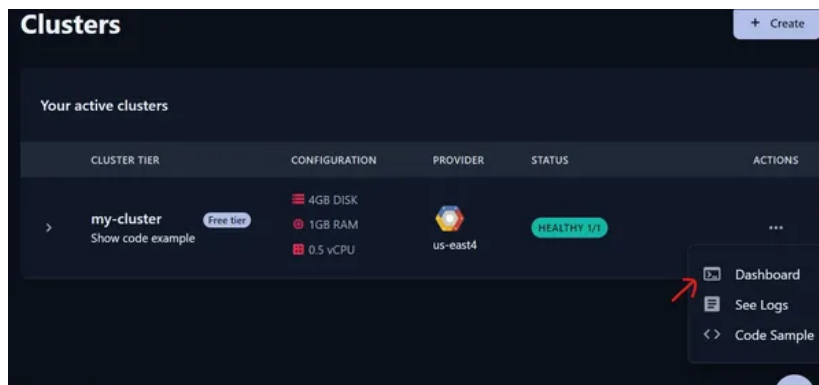 Clusters
+ Create
Your active clusters
CLUSTER TIER CONFIGURATION PROVIDER STATUS ACTIONS
my-cluster Free tier
Show code example
4GB DISK
1GB RAM
0.5 vCPU
us-east4
HEALTHY 1/1
Dashboard
See Logs
Code Sample